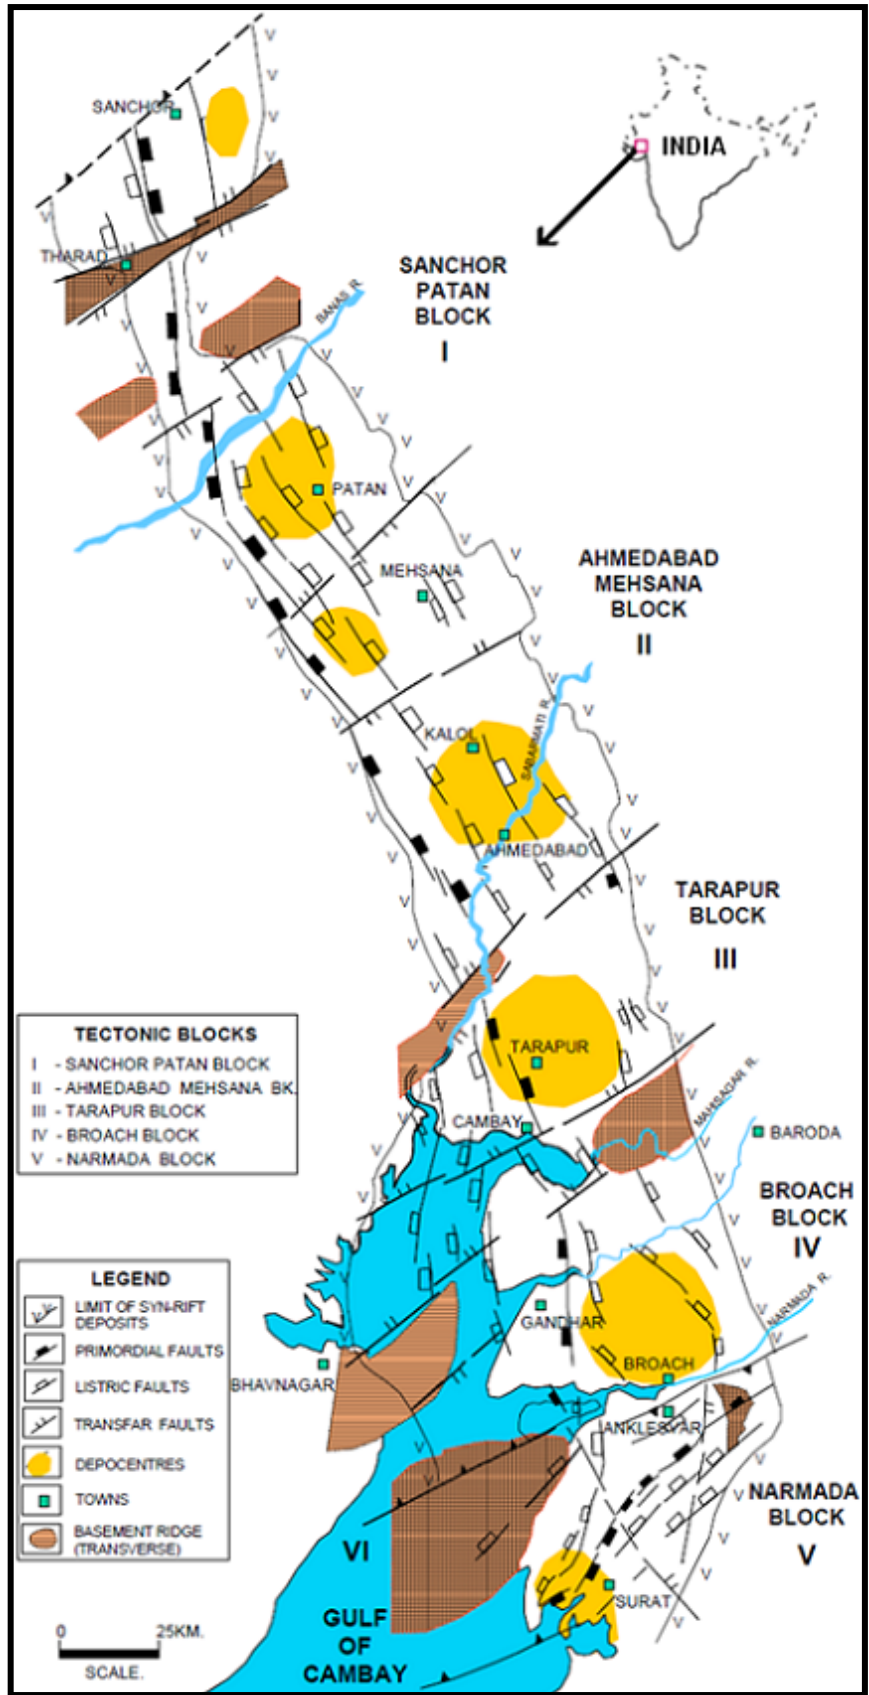 SANCHOR
INDIA
THARAD
SANCHOR
PATAN
BLOCK
I
BANAS R.
PATAN
MEHSANA
AHMEDABAD
MEHSANA
BLOCK
II
KALOL
SABARMATI R.
AHMEDABAD
TARAPUR
BLOCK
III
TECTONIC BLOCKS
I - SANCHOR PATAN BLOCK
II - AHMEDABAD MEHSANA BK.
III - TARAPUR BLOCK
IV - BROACH BLOCK
V - NARMADA BLOCK
TARAPUR
CAMBAY
MAHISAGAR R.
BARODA
BROACH
BLOCK
IV
LEGEND
LIMIT OF SYN-RIFT
DEPOSITS
PRIMORDIAL FAULTS
LISTRIC FAULTS
TRANSFAR FAULTS
DEPOCENTRES
TOWNS
BASEMENT RIDGE
(TRANSVERSE)
NARMADA R.
GANDHAR
BROACH
BHAVNAGAR
ANKLESVAR
NARMADA
BLOCK
V
VI
SURAT
GULF
OF
CAMBAY
0 25KM.
SCALE.